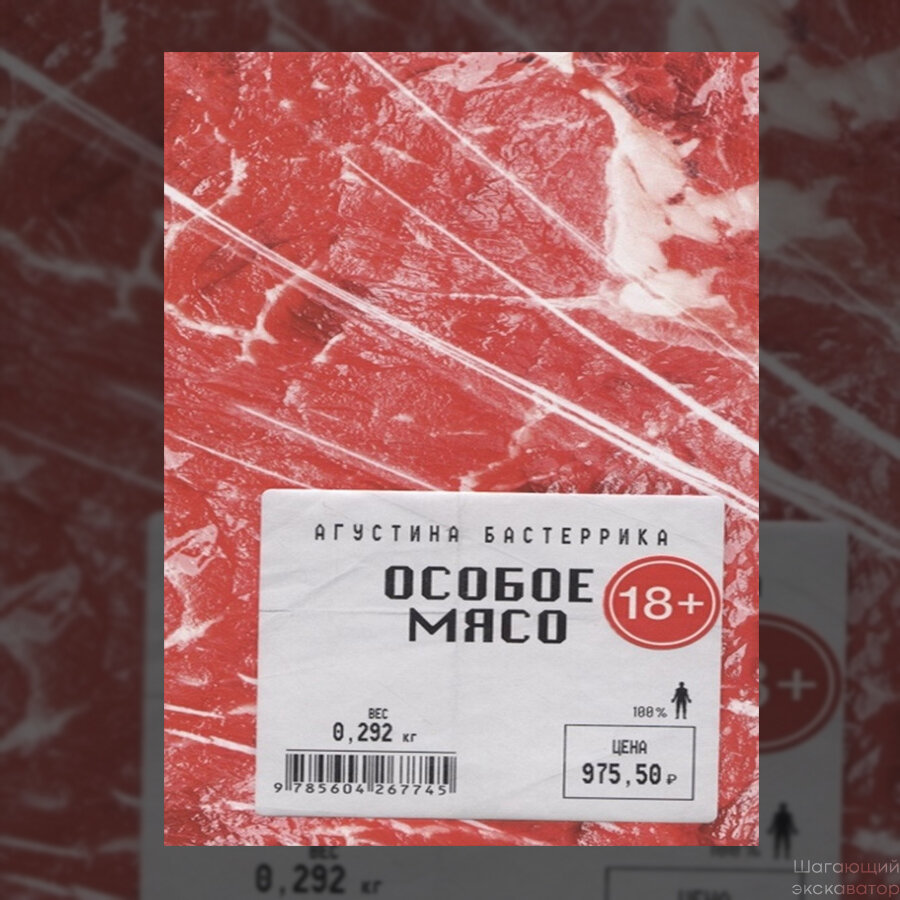 АГУСТИНА БАСТЕРРИКА
ОСОБОЕ
МЯСО
18+
100%
ВЕС
0,292 кг
9 785604 267745
ЦЕНА
975,50₽
ВЕС
0,292 кг
ЦЕНА
Шагающий
экскаватор